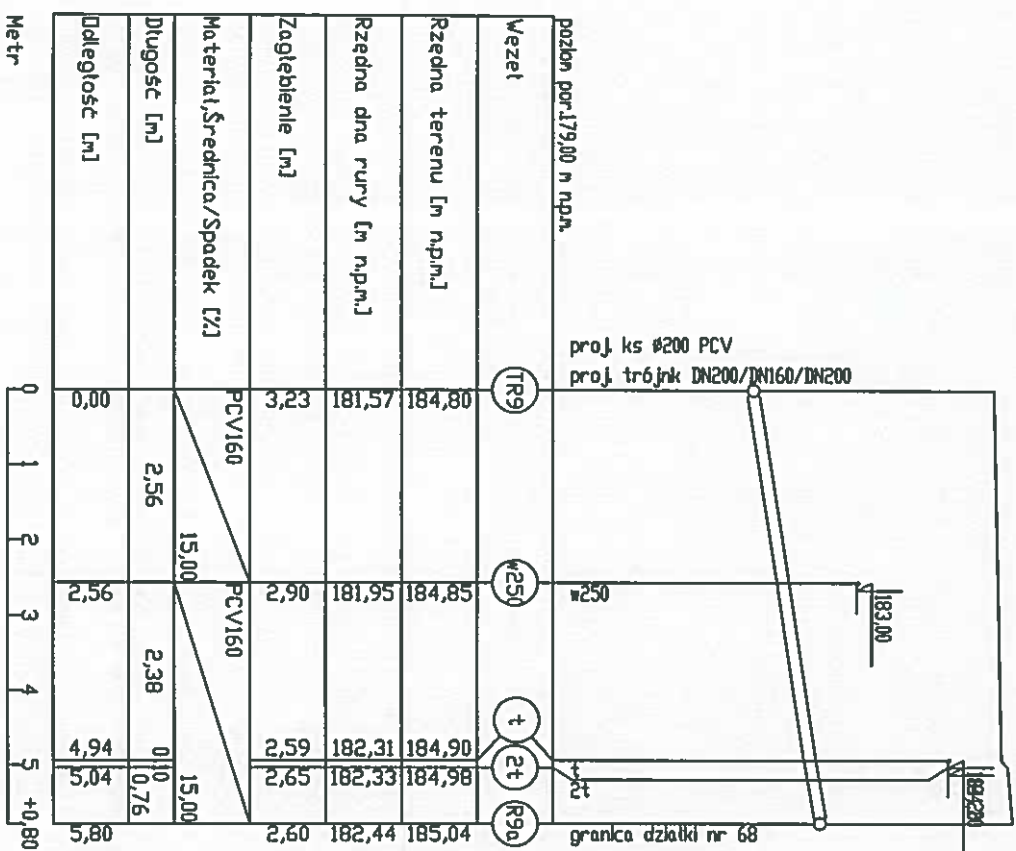 proj. ks ø200 PCV
proj. trójnk DN200/DN160/DN200
183,00
w250
t
2t
granica działki nr 68
poziom por.179,00 m n.p.m.
Węzeł TR9 w250 t 2t R9a
Rzędna terenu [m n.p.m.] 184,80 184,85 184,90 184,98 185,04
Rzędna dna rury [m n.p.m.] 181,57 181,95 182,31 182,33 182,44
Zagłębienie [m] 3,23 2,90 2,59 2,65 2,60
Materiał,Średnica/Spadek [%] PCV160 15,00 PCV160 15,00
Długość [m] 2,56 2,38 0,10 0,76
Odległość [m] 0,00 2,56 4,94 5,04 5,80
Metr 0 1 2 3 4 5 +0,80